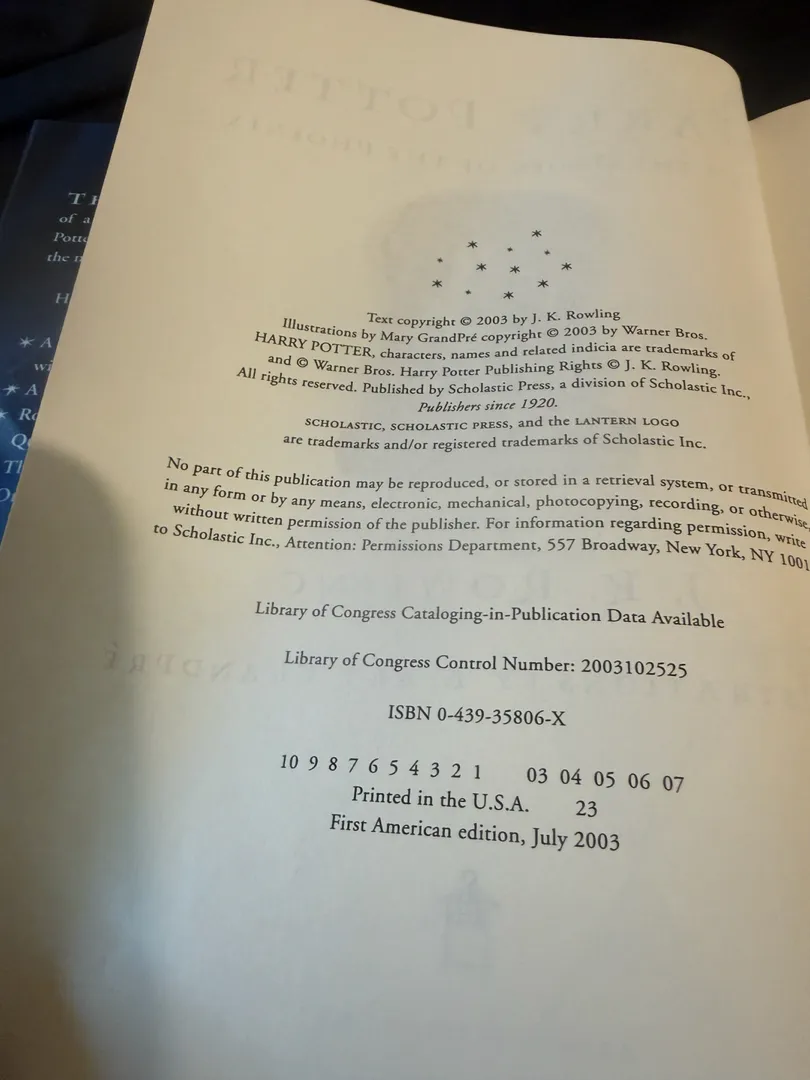 TH
of a
Potte
the n
H
* A
wi
* A
* Ro
Q
Tl
Text copyright © 2003 by J. K. Rowling
Illustrations by Mary GrandPré copyright © 2003 by Warner Bros.
HARRY POTTER, characters, names and related indicia are trademarks of
and © Warner Bros. Harry Potter Publishing Rights © J. K. Rowling.
All rights reserved. Published by Scholastic Press, a division of Scholastic Inc.,
Publishers since 1920.
SCHOLASTIC, SCHOLASTIC PRESS, and the LANTERN LOGO
are trademarks and/or registered trademarks of Scholastic Inc.
No part of this publication may be reproduced, or stored in a retrieval system, or transmitted
in any form or by any means, electronic, mechanical, photocopying, recording, or otherwise,
without written permission of the publisher. For information regarding permission, write
to Scholastic Inc., Attention: Permissions Department, 557 Broadway, New York, NY 1001
Library of Congress Cataloging-in-Publication Data Available
Library of Congress Control Number: 2003102525
ISBN 0-439-35806-X
10 9 8 7 6 5 4 3 2 1 03 04 05 06 07
Printed in the U.S.A. 23
First American edition, July 2003